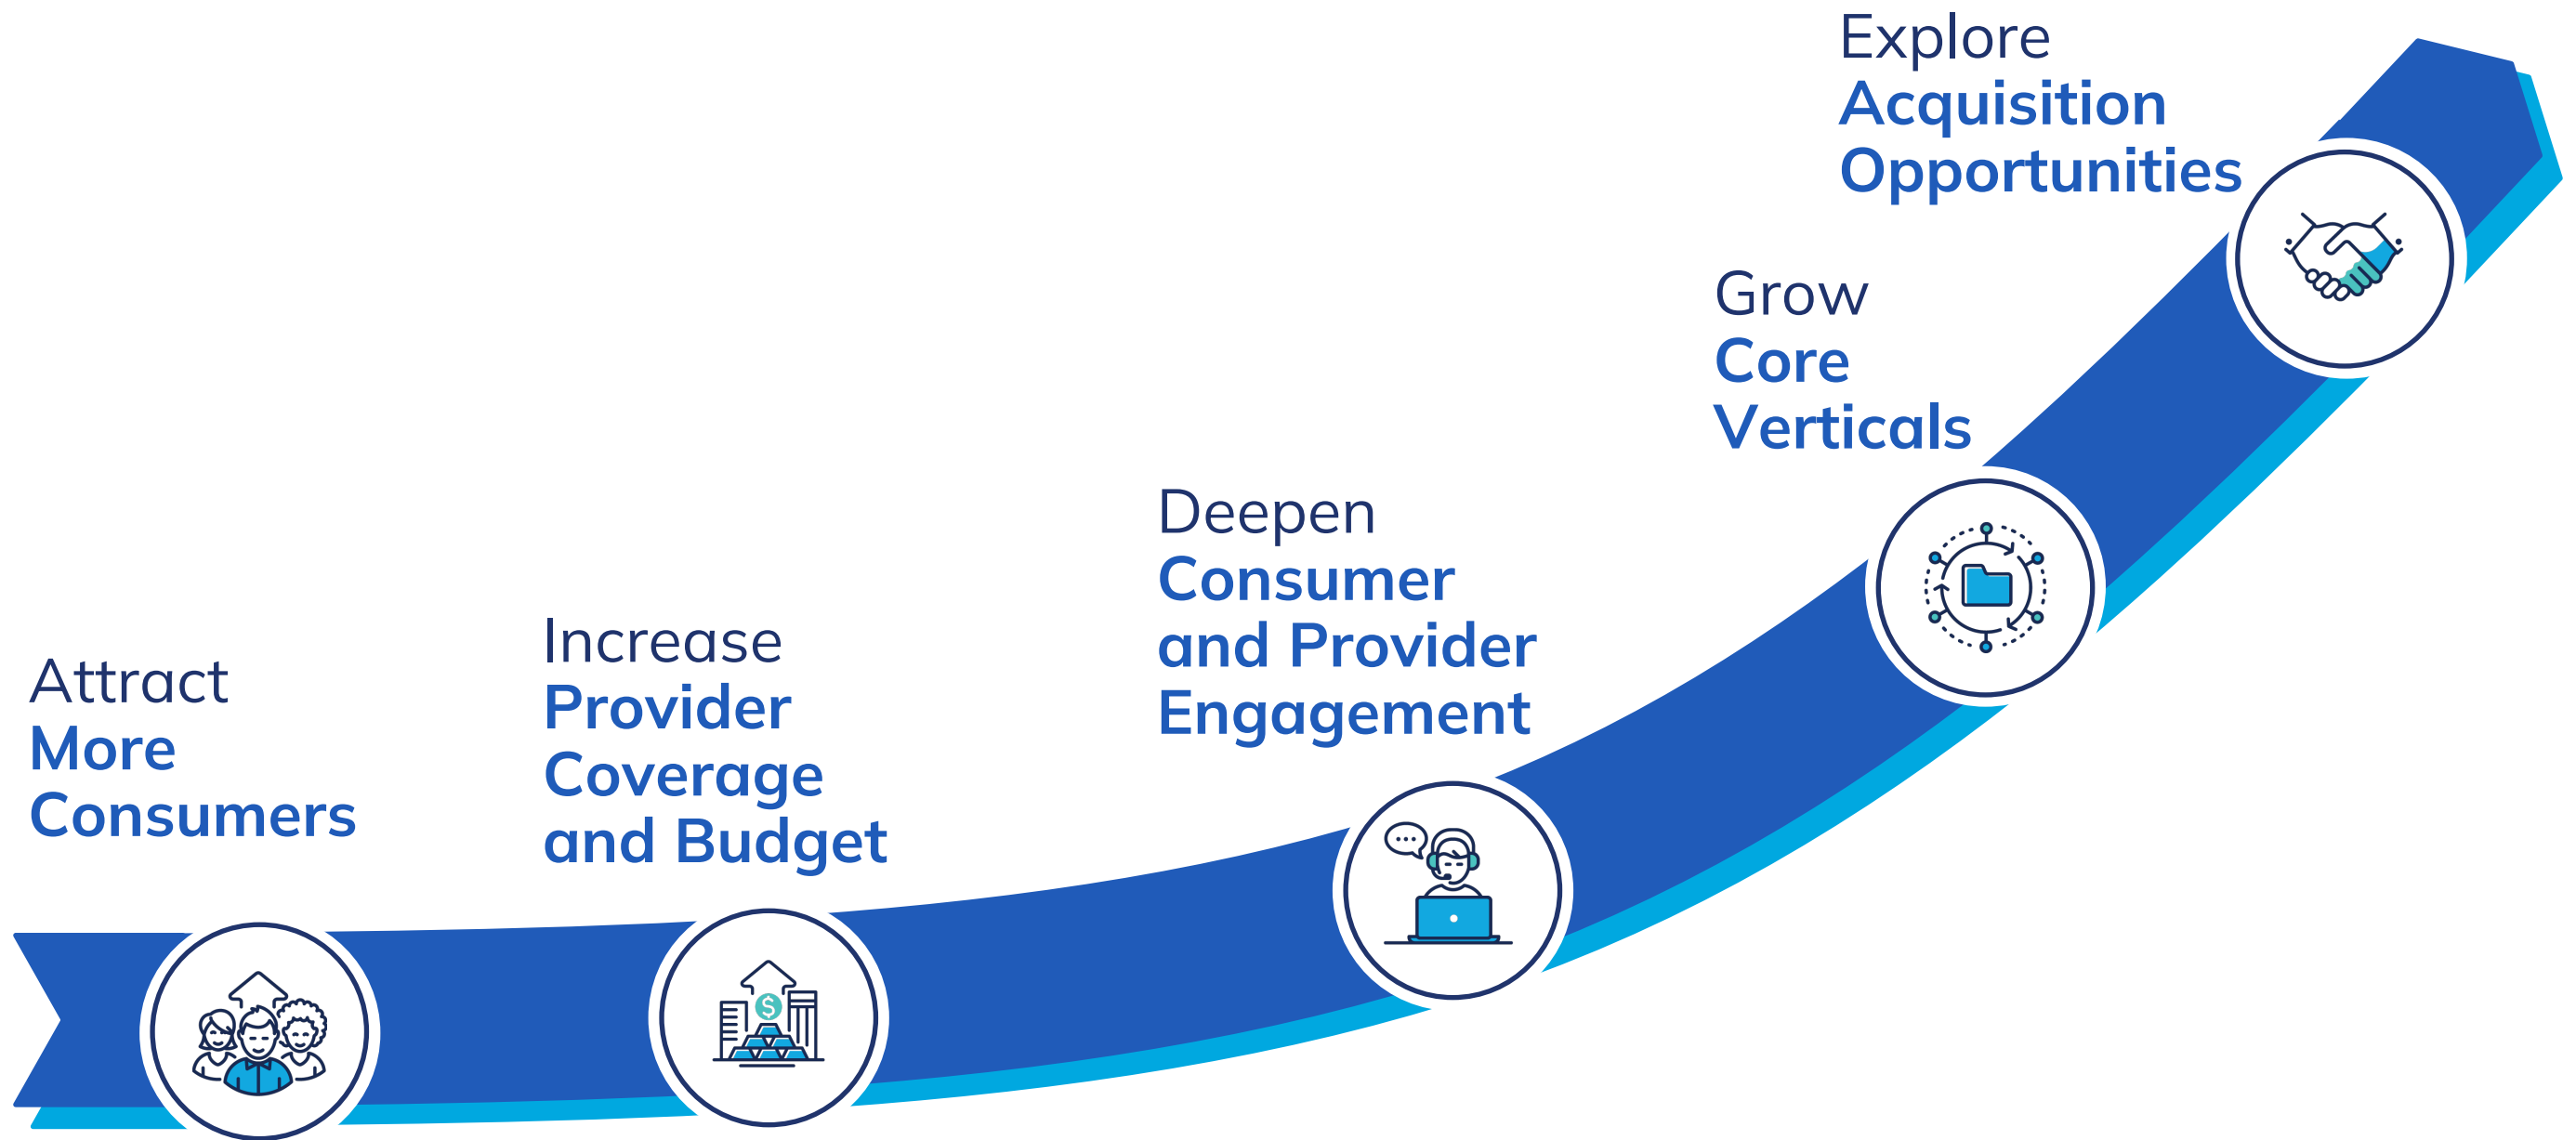 Attract
More
Consumers
Increase
Provider
Coverage
and Budget
Deepen
Consumer
and Provider
Engagement
Grow
Core
Verticals
Explore
Acquisition
Opportunities
$